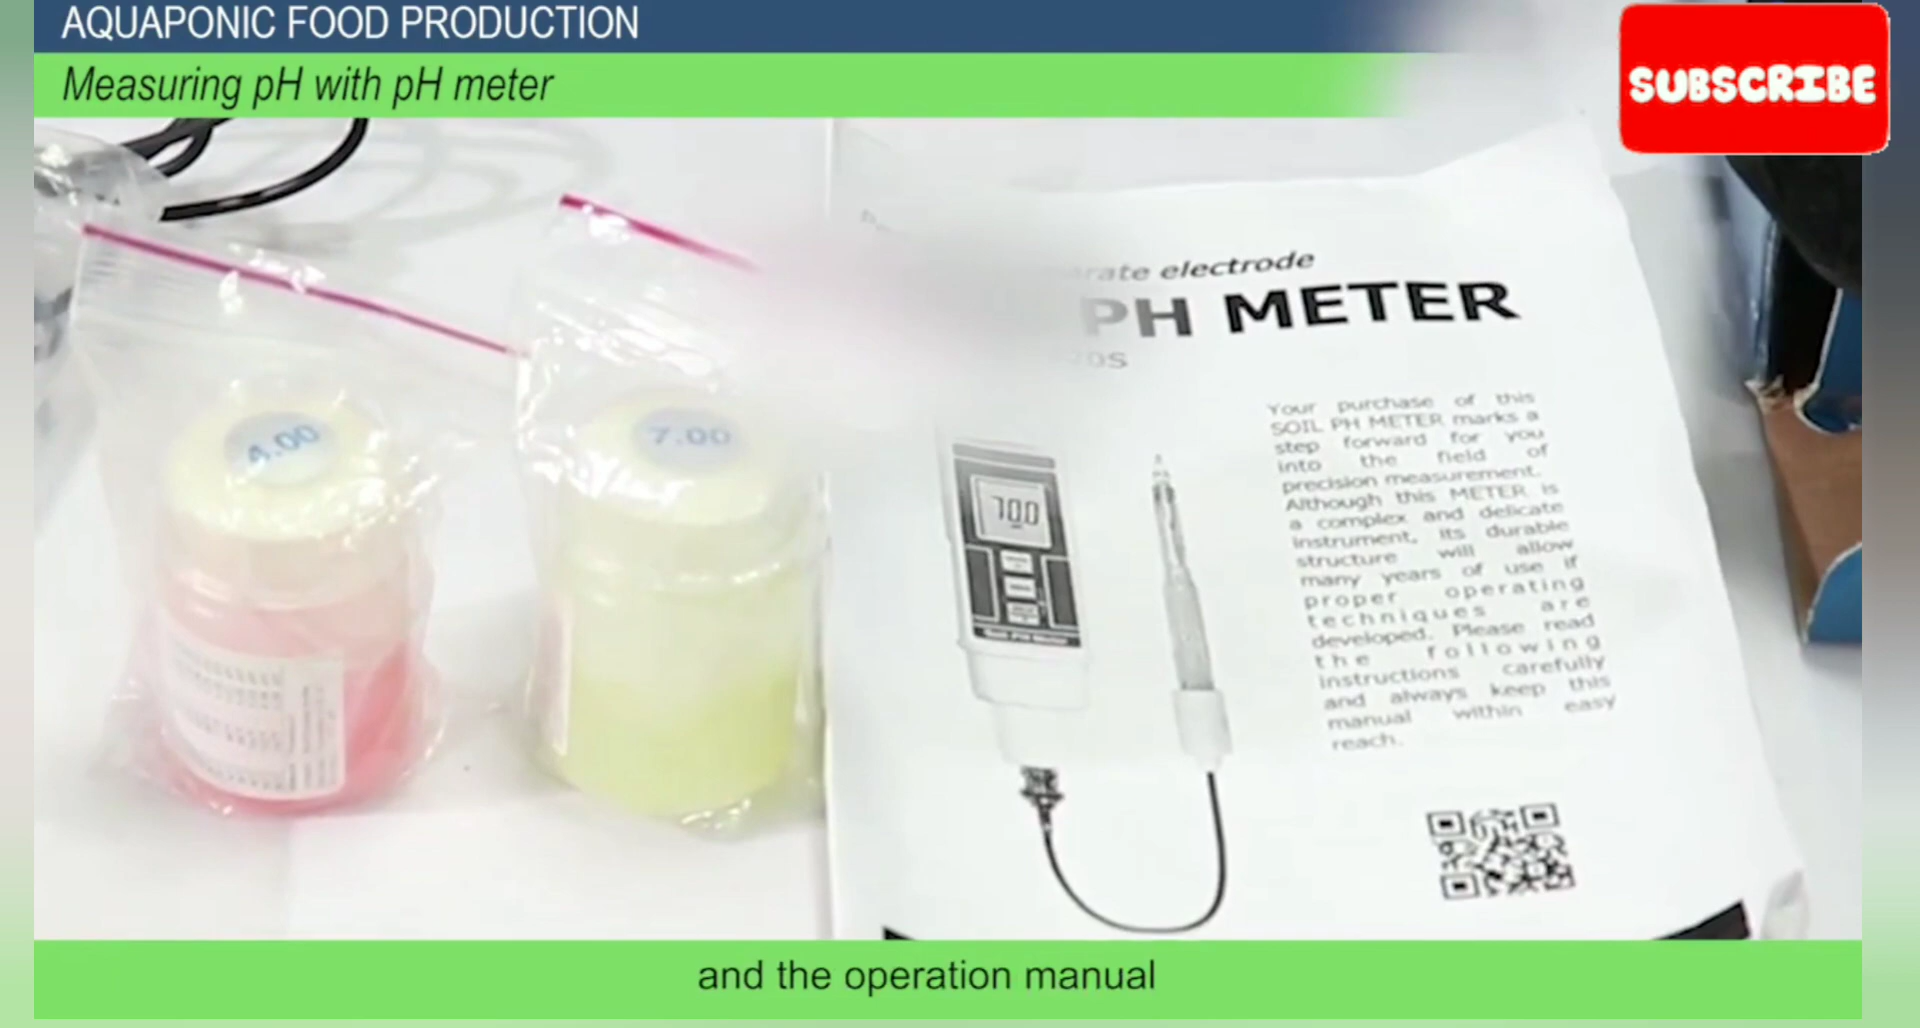 AQUAPONIC FOOD PRODUCTION
Measuring pH with pH meter
SUBSCRIBE
electrode
PH METER
4.00
7.00
7.00
Your purchase of this
SOIL PH METER marks a
step forward for you
into the field of
precision measurement.
Although this METER is
a complex and delicate
instrument, its durable
structure will allow
many years of use if
proper operating
techniques are
developed. Please read
the following
instructions carefully
and always keep this
manual within easy
reach.
and the operation manual